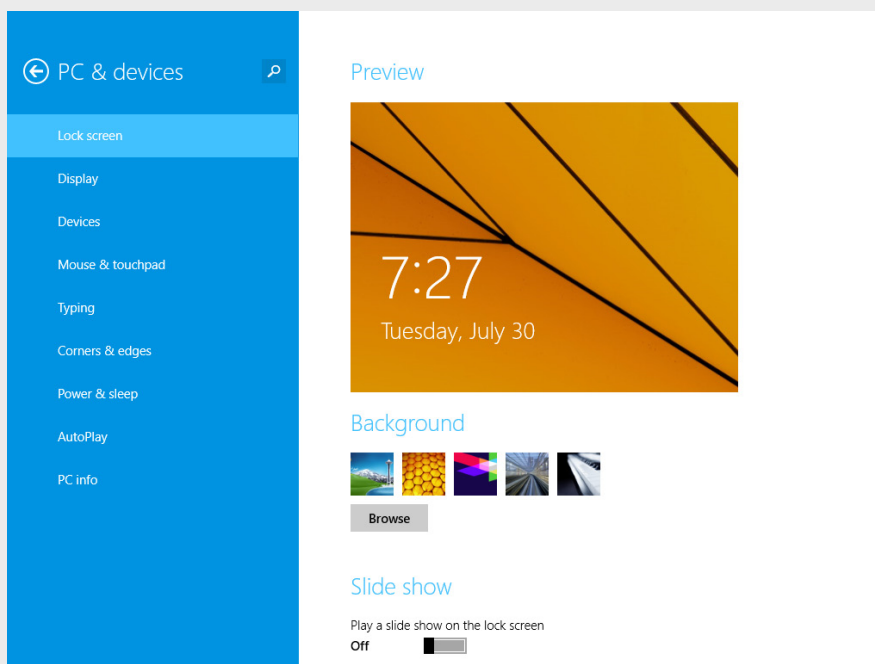 PC & devices
Lock screen
Display
Devices
Mouse & touchpad
Typing
Corners & edges
Power & sleep
AutoPlay
PC info
Preview
7:27
Tuesday, July 30
Background
Browse
Slide show
Play a slide show on the lock screen
Off